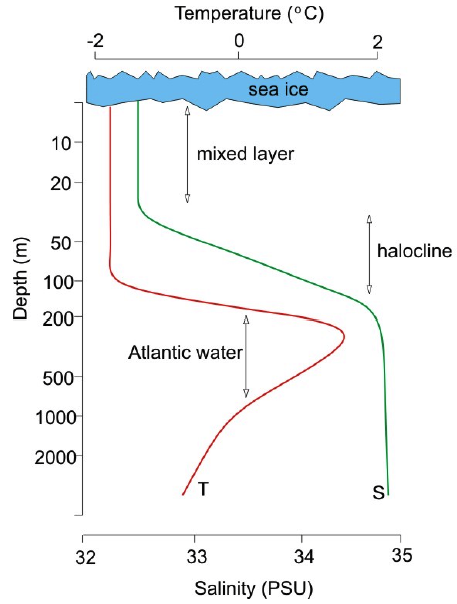 Temperature (°C)
-2 0 2
sea ice
mixed layer
halocline
Atlantic water
Depth (m)
10
20
50
100
200
500
1000
2000
T
S
32 33 34 35
Salinity (PSU)